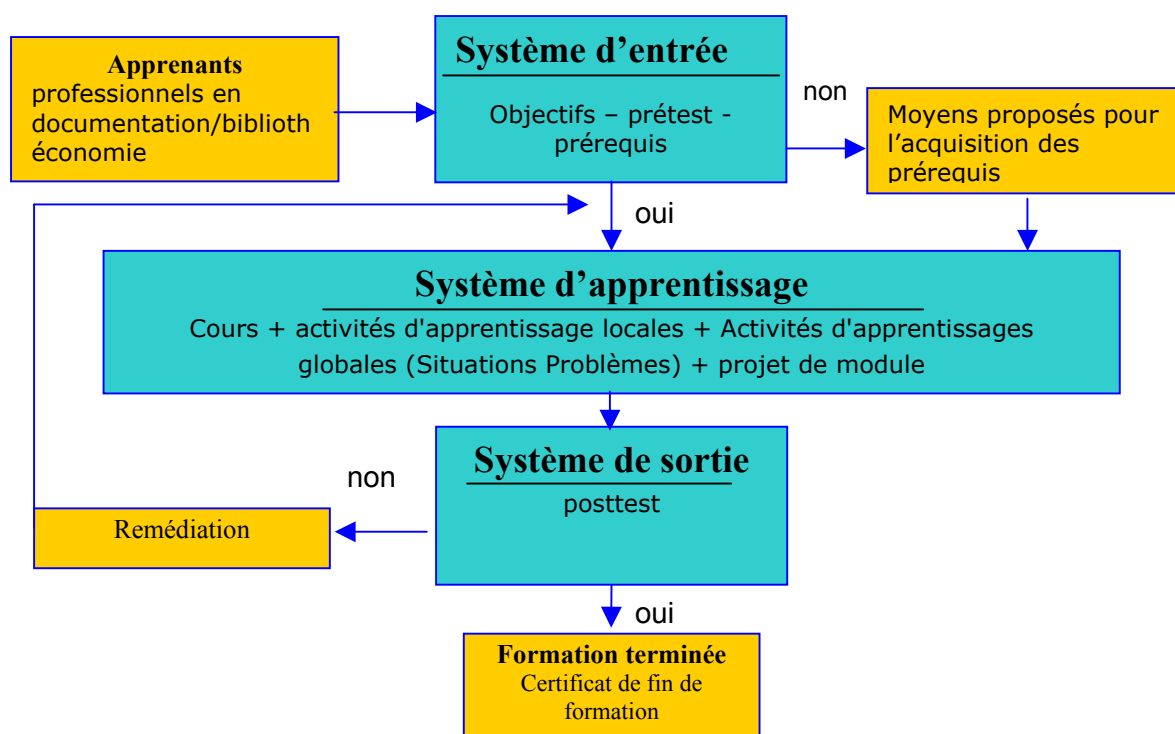 Apprenants
professionnels en
documentation/biblioth
économie
Système d’entrée
Objectifs – prétest -
prérequis
non
Moyens proposés pour
l’acquisition des
prérequis
oui
Système d’apprentissage
Cours + activités d'apprentissage locales + Activités d'apprentissages
globales (Situations Problèmes) + projet de module
Système de sortie
posttest
non
Remédiation
oui
Formation terminée
Certificat de fin de
formation